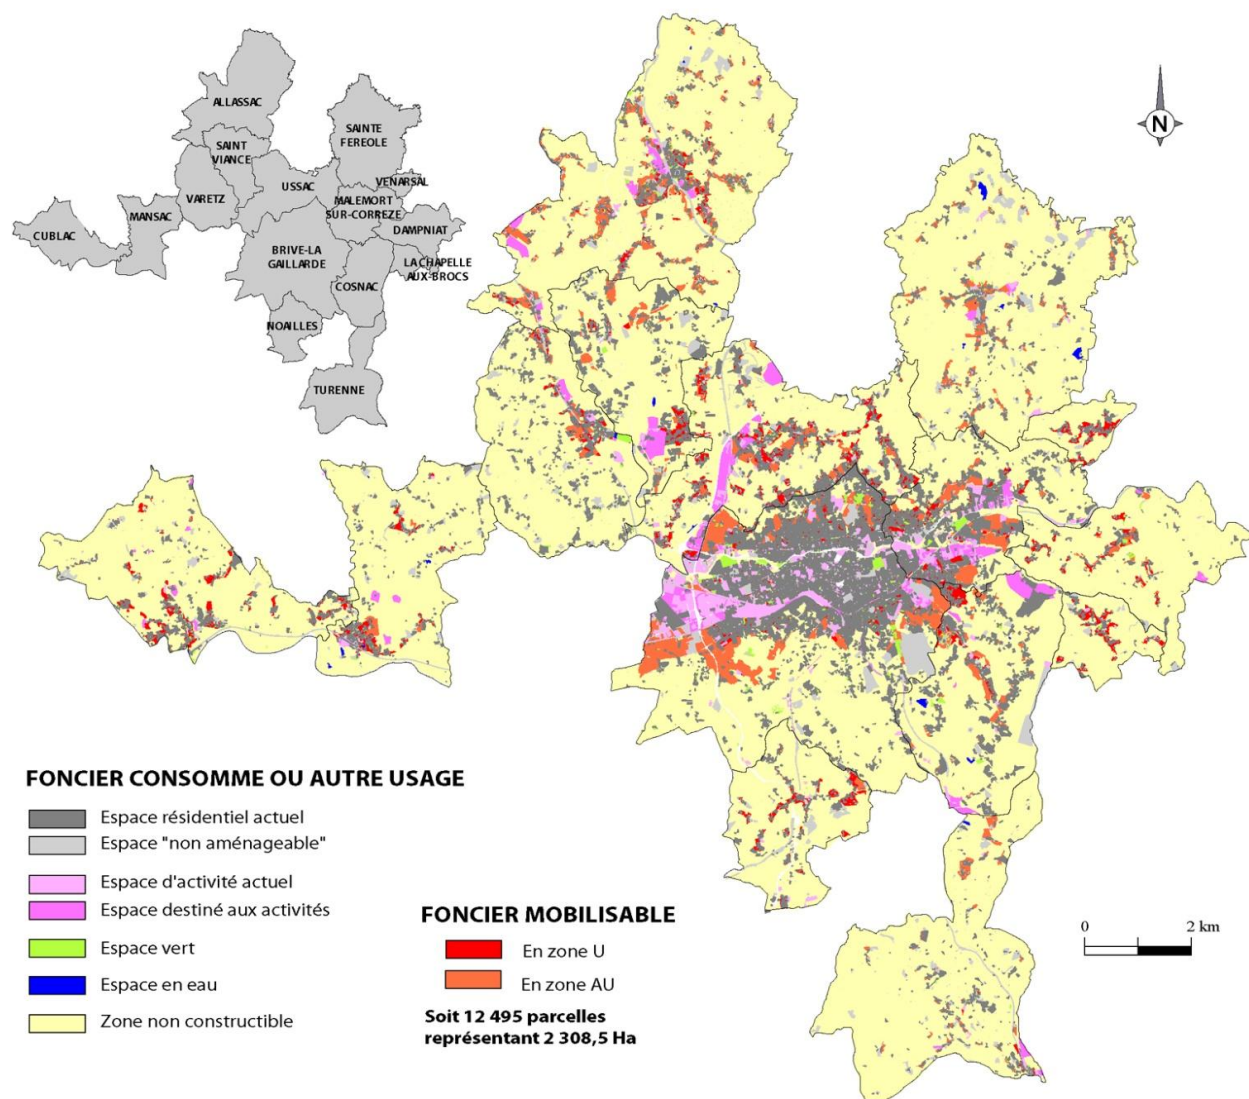 ALLASSAC
SAINTE
FEREOLE
SAINT
VIANCE
USSAC
VENARSAL
VARETZ
MALEMORT
SUR-CORREZE
MANSAC
DAMPNIAT
CUBLAC
BRIVE-LA
GAILLARDE
LA CHAPELLE
AUX-BROCS
COSNAC
NOAILLES
TURENNE
N
FONCIER CONSOMME OU AUTRE USAGE
Espace résidentiel actuel
Espace "non aménageable"
Espace d'activité actuel
Espace destiné aux activités
Espace vert
Espace en eau
Zone non constructible
FONCIER MOBILISABLE
En zone U
En zone AU
Soit 12 495 parcelles
représentant 2 308,5 Ha
0 2 km